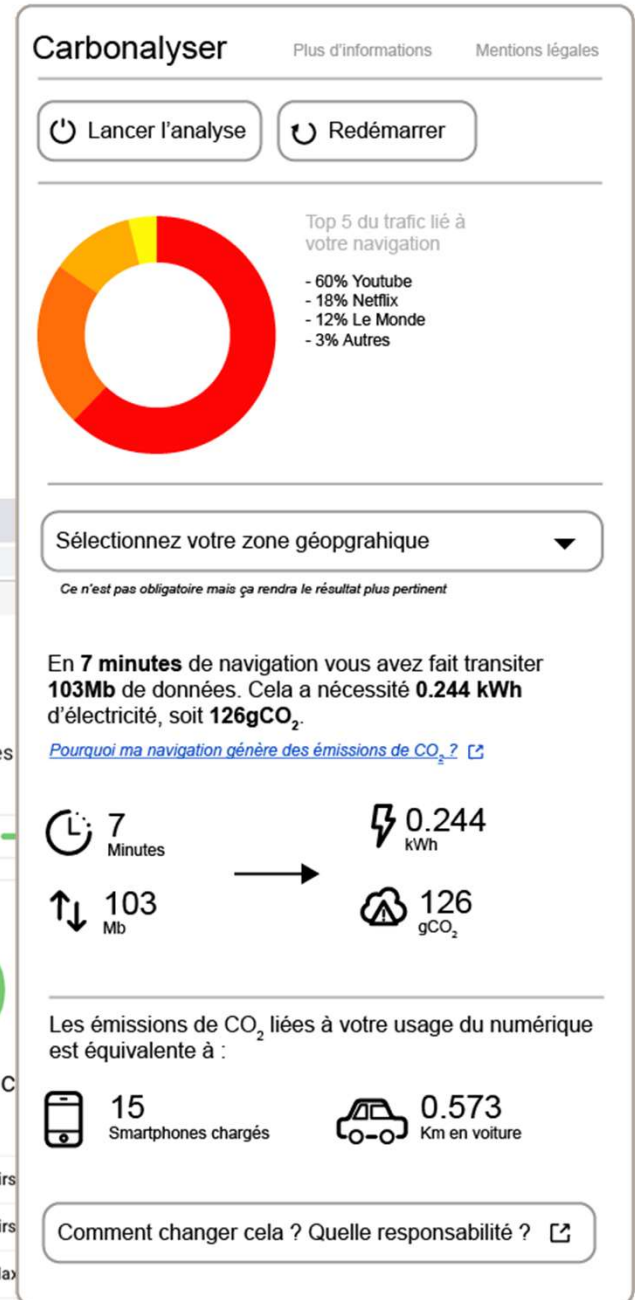 Carbonalyser
Plus d'informations
Mentions légales
Lancer l'analyse
Redémarrer
Top 5 du trafic lié à
votre navigation
- 60% Youtube
- 18% Netflix
- 12% Le Monde
- 3% Autres
Sélectionnez votre zone géopgrahique
Ce n'est pas obligatoire mais ça rendra le résultat plus pertinent
En 7 minutes de navigation vous avez fait transiter
103Mb de données. Cela a nécessité 0.244 kWh
d'électricité, soit 126gCO₂.
Pourquoi ma navigation génère des émissions de CO₂ ?
7
Minutes
0.244
kWh
103
Mb
126
gCO₂
Les émissions de CO₂ liées à votre usage du numérique
est équivalente à :
15
Smartphones chargés
0.573
Km en voiture
Comment changer cela ? Quelle responsabilité ?